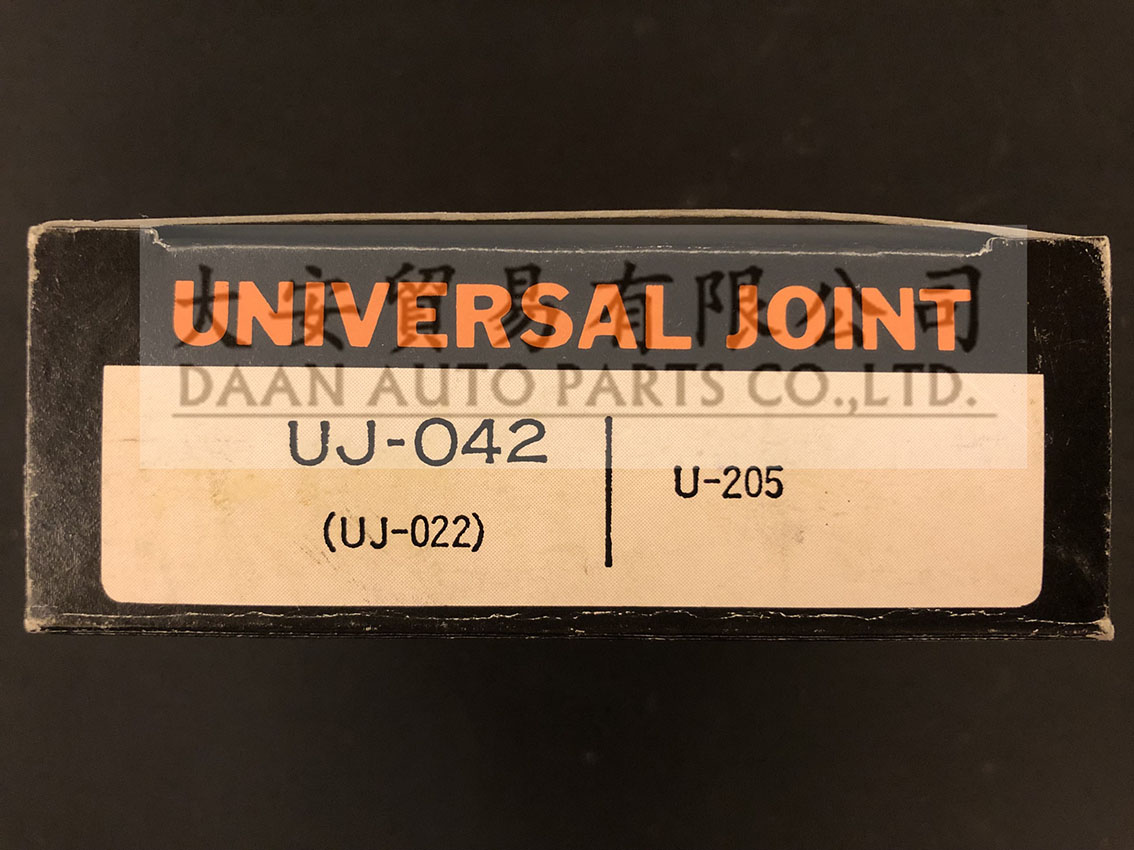 大安貿易有限公司
UNIVERSAL JOINT
DAAN AUTO PARTS CO.,LTD.
UJ-042
U-205
(UJ-022)